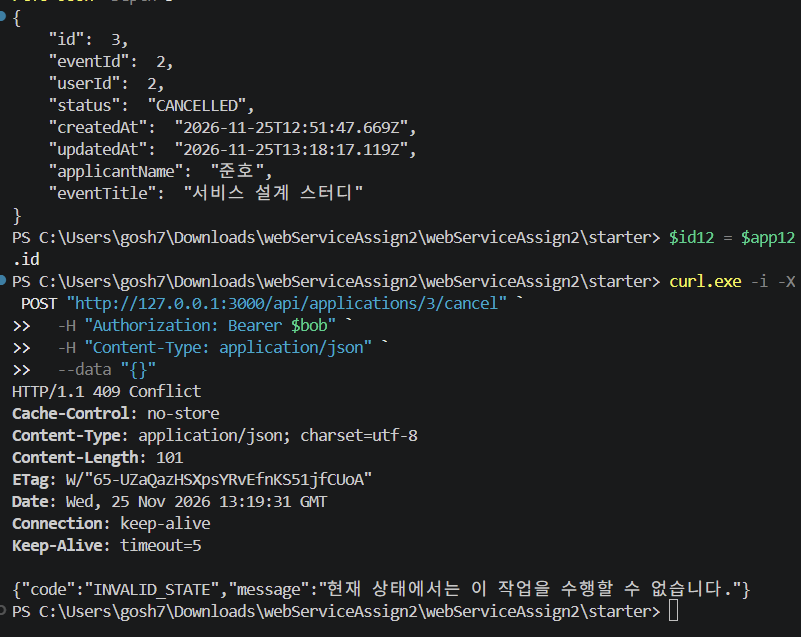 {
    "id":  3,
    "eventId":  2,
    "userId":  2,
    "status":  "CANCELLED",
    "createdAt":  "2026-11-25T12:51:47.669Z",
    "updatedAt":  "2026-11-25T13:18:17.119Z",
    "applicantName":  "준호",
    "eventTitle":  "서비스 설계 스터디"
}
PS C:\Users\gosh7\Downloads\webServiceAssign2\webServiceAssign2\starter> $id12 = $app12
.id
PS C:\Users\gosh7\Downloads\webServiceAssign2\webServiceAssign2\starter> curl.exe -i -X
 POST "http://127.0.0.1:3000/api/applications/3/cancel" `
>>   -H "Authorization: Bearer $bob" `
>>   -H "Content-Type: application/json" `
>>   --data "{}"
HTTP/1.1 409 Conflict
Cache-Control: no-store
Content-Type: application/json; charset=utf-8
Content-Length: 101
ETag: W/"65-UZaQazHSXpsYRvEfnKS51jfCUoA"
Date: Wed, 25 Nov 2026 13:19:31 GMT
Connection: keep-alive
Keep-Alive: timeout=5

{"code":"INVALID_STATE","message":"현재 상태에서는 이 작업을 수행할 수 없습니다."}
PS C:\Users\gosh7\Downloads\webServiceAssign2\webServiceAssign2\starter>